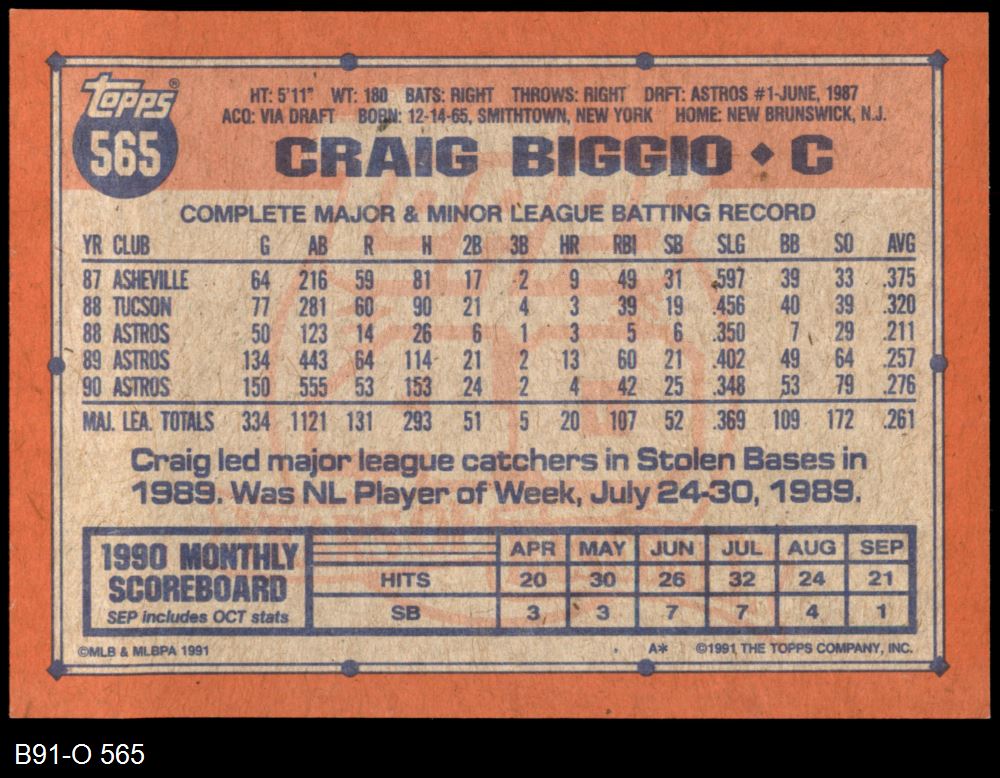 TOPPS®
565
HT: 5'11" WT: 180 BATS: RIGHT THROWS: RIGHT DRFT: ASTROS #1-JUNE, 1987
ACQ: VIA DRAFT BORN: 12-14-65, SMITHTOWN, NEW YORK HOME: NEW BRUNSWICK, N.J.
CRAIG BIGGIO ◆ C
COMPLETE MAJOR & MINOR LEAGUE BATTING RECORD
YR CLUB G AB R H 2B 3B HR RBI SB SLG BB SO AVG
87 ASHEVILLE 64 216 59 81 17 2 9 49 31 .597 39 33 .375
88 TUCSON 77 281 60 90 21 4 3 39 19 .456 40 39 .320
88 ASTROS 50 123 14 26 6 1 3 5 6 .350 7 29 .211
89 ASTROS 134 443 64 114 21 2 13 60 21 .402 49 64 .257
90 ASTROS 150 555 53 153 24 2 4 42 25 .348 53 79 .276
MAJ. LEA. TOTALS 334 1121 131 293 51 5 20 107 52 .369 109 172 .261
Craig led major league catchers in Stolen Bases in
1989. Was NL Player of Week, July 24-30, 1989.
1990 MONTHLY
SCOREBOARD
SEP includes OCT stats
APR MAY JUN JUL AUG SEP
HITS 20 30 26 32 24 21
SB 3 3 7 7 4 1
©MLB & MLBPA 1991 A* ©1991 THE TOPPS COMPANY, INC.
B91-O 565